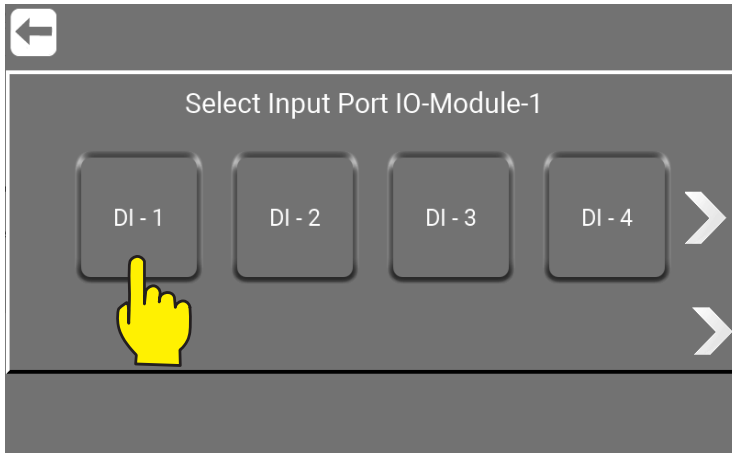 Select Input Port IO-Module-1
DI - 1 DI - 2 DI - 3 DI - 4